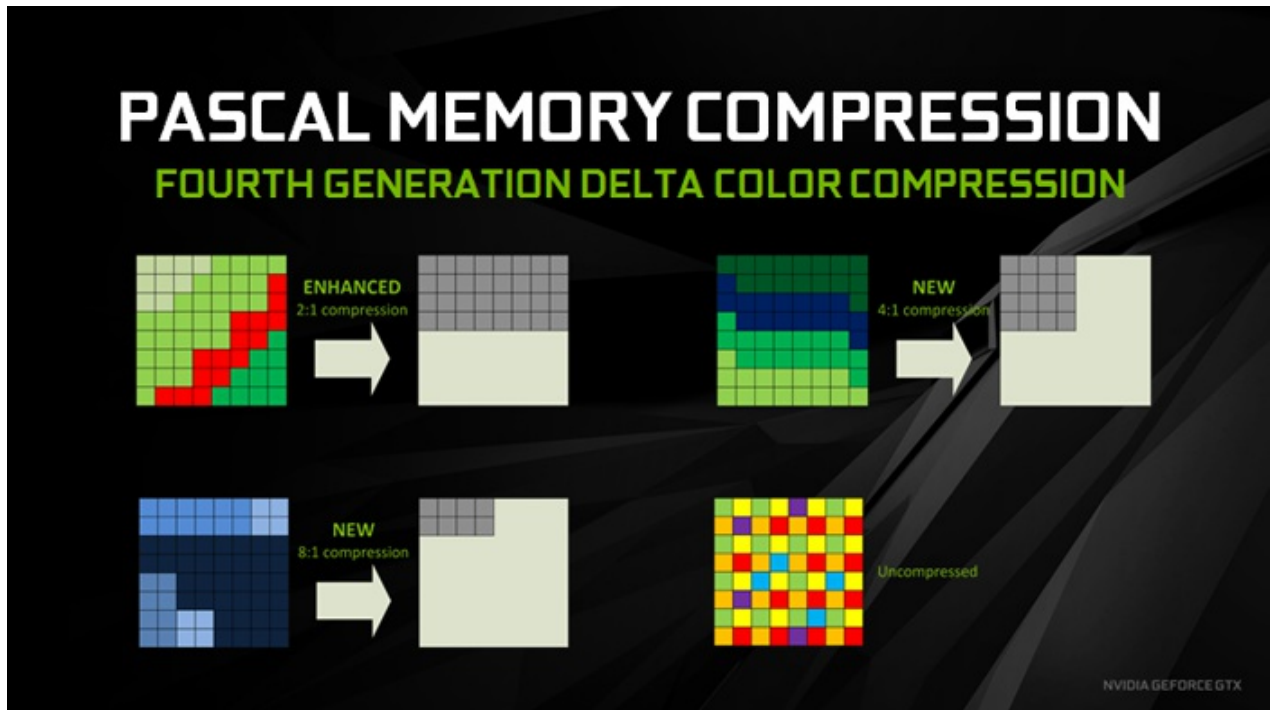 PASCAL MEMORY COMPRESSION
FOURTH GENERATION DELTA COLOR COMPRESSION
ENHANCED
2:1 compression
NEW
4:1 compression
NEW
8:1 compression
Uncompressed
NVIDIA GEFORCE GTX